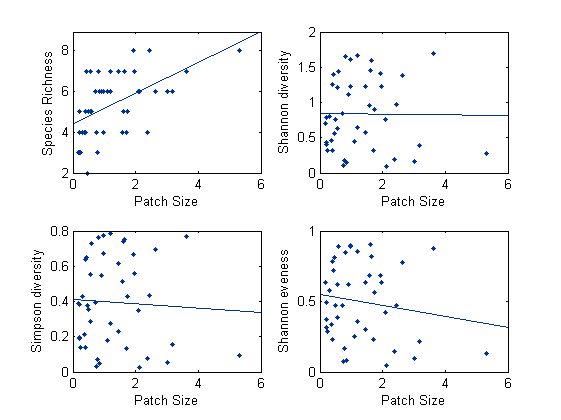 Species Richness
8
6
4
2
0 2 4 6
Patch Size
Shannon diversity
2
1.5
1
0.5
0
0 2 4 6
Patch Size
Simpson diversity
0.8
0.6
0.4
0.2
0
0 2 4 6
Patch Size
Shannon eveness
1
0.5
0
0 2 4 6
Patch Size